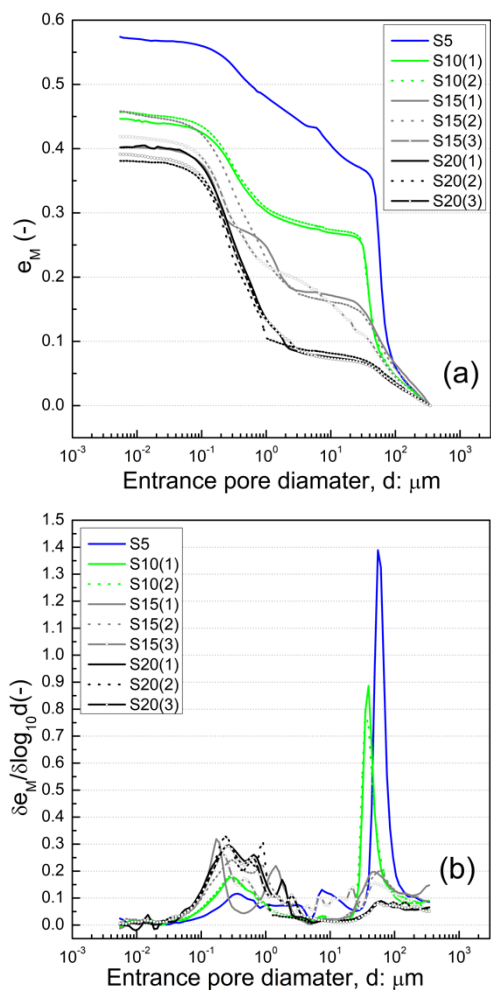 0.6
0.5
0.4
0.3
0.2
0.1
0.0
e_M (-)
S5
S10(1)
S10(2)
S15(1)
S15(2)
S15(3)
S20(1)
S20(2)
S20(3)
(a)
10⁻³ 10⁻² 10⁻¹ 10⁰ 10¹ 10² 10³
Entrance pore diamater, d: μm
1.5
1.4
1.3
1.2
1.1
1.0
0.9
0.8
0.7
0.6
0.5
0.4
0.3
0.2
0.1
0.0
δe_M/δlog₁₀d(-)
S5
S10(1)
S10(2)
S15(1)
S15(2)
S15(3)
S20(1)
S20(2)
S20(3)
(b)
10⁻³ 10⁻² 10⁻¹ 10⁰ 10¹ 10² 10³
Entrance pore diamater, d: μm